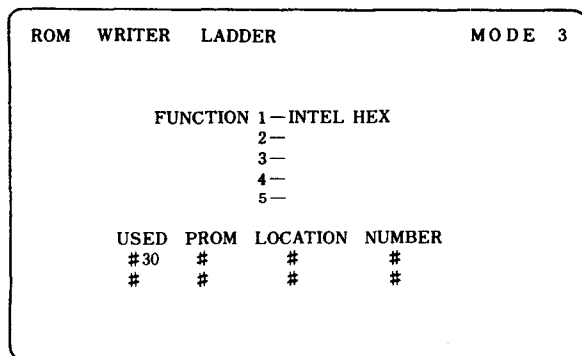 ROM WRITER LADDER MODE 3
FUNCTION 1—INTEL HEX
2—
3—
4—
5—
USED PROM LOCATION NUMBER
#30 # # #
# # # #